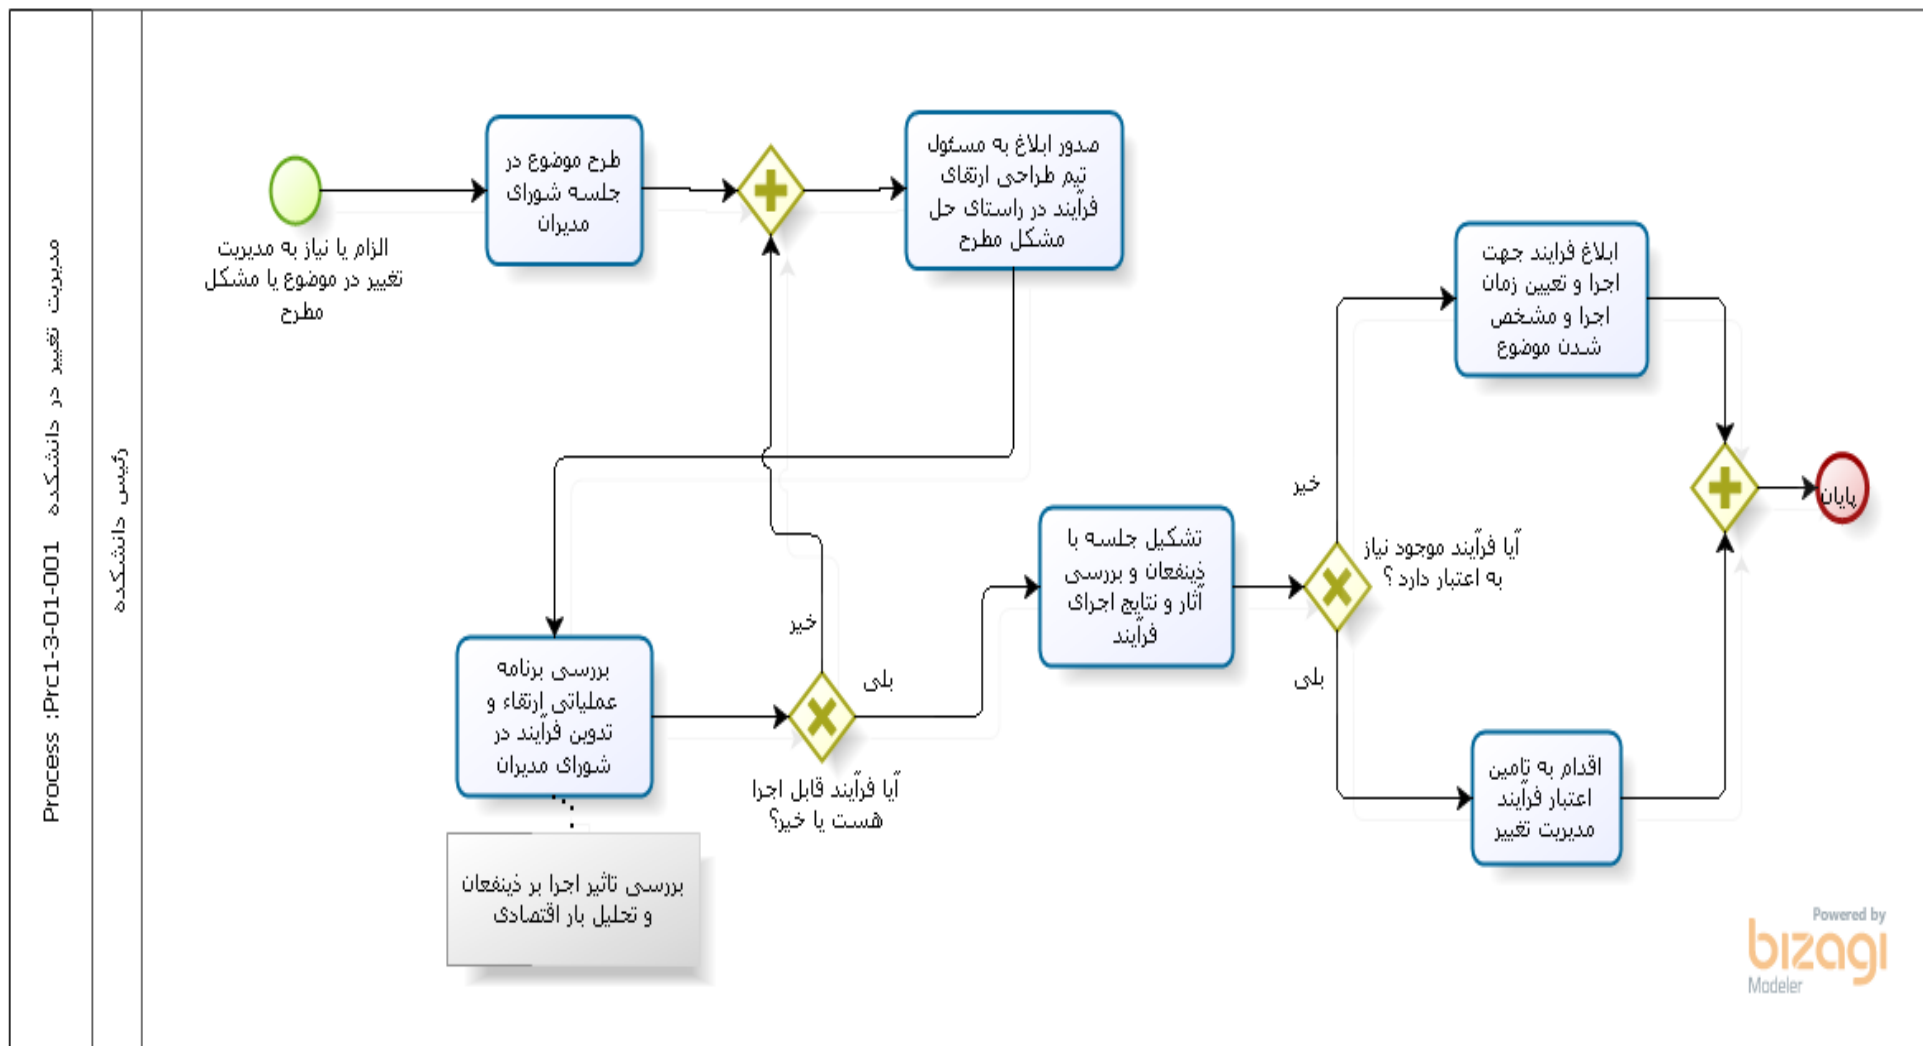 Process :Prc1-3-01-001 مدیریت تغییر در دانشکده
رئیس دانشکده
الزام یا نیاز به مدیریت
تغییر در موضوع یا مشکل
مطرح
طرح موضوع در
جلسه شورای
مدیران
صدور ابلاغ به مسئول
تیم طراحی ارتقای
فرآیند در راستای حل
مشکل مطرح
بررسی برنامه
عملیاتی ارتقاء و
تدوین فرآیند در
شورای مدیران
بررسی تاثیر اجرا بر ذینفعان
و تحلیل بار اقتصادی
آیا فرآیند قابل اجرا
هست یا خیر؟
خیر
بلی
تشکیل جلسه با
ذینفعان و بررسی
آثار و نتایج اجرای
فرآیند
آیا فرآیند موجود نیاز
به اعتبار دارد ؟
خیر
بلی
ابلاغ فرایند جهت
اجرا و تعیین زمان
اجرا و مشخص
شدن موضوع
اقدام به تامین
اعتبار فرآیند
مدیریت تغییر
پایان
Powered by
bizagi
Modeler